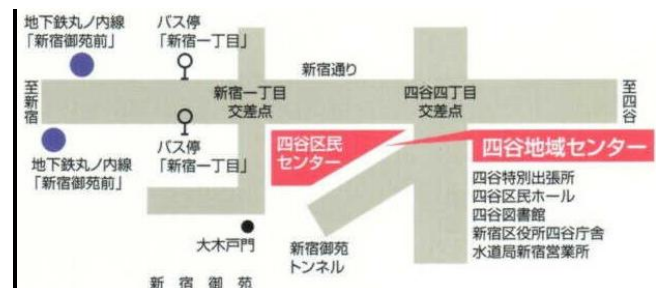 地下鉄丸ノ内線
「新宿御苑前」
バス停
「新宿一丁目」
新宿通り
至新宿
新宿一丁目
交差点
四谷四丁目
交差点
至四谷
地下鉄丸ノ内線
「新宿御苑前」
バス停
「新宿一丁目」
四谷区民
センター
四谷地域センター
四谷特別出張所
四谷区民ホール
四谷図書館
新宿区役所四谷庁舎
水道局新宿営業所
大木戸門
新宿御苑
トンネル
新宿御苑